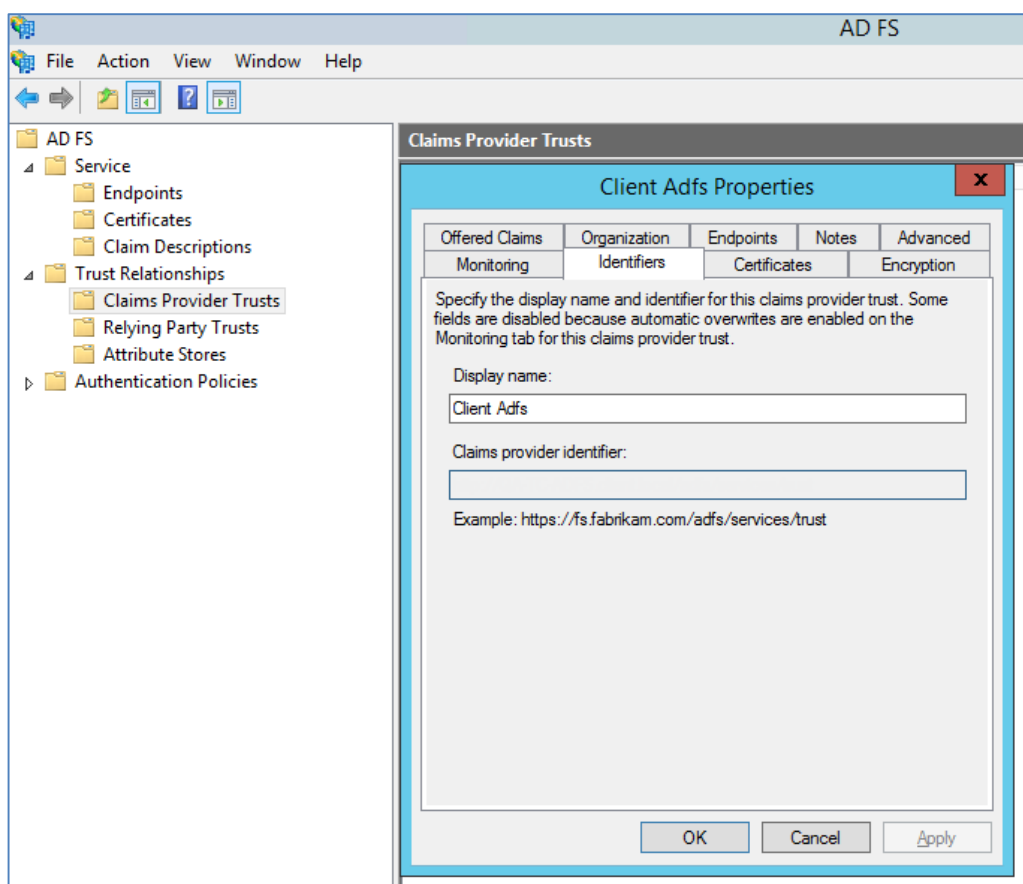 AD FS
File Action View Window Help
AD FS
Service
Endpoints
Certificates
Claim Descriptions
Trust Relationships
Claims Provider Trusts
Relying Party Trusts
Attribute Stores
Authentication Policies
Claims Provider Trusts
Client Adfs Properties
x
Offered Claims Organization Endpoints Notes Advanced
Monitoring Identifiers Certificates Encryption
Specify the display name and identifier for this claims provider trust. Some
fields are disabled because automatic overwrites are enabled on the
Monitoring tab for this claims provider trust.
Display name:
Client Adfs
Claims provider identifier:
Example: https://fs.fabrikam.com/adfs/services/trust
OK Cancel Apply